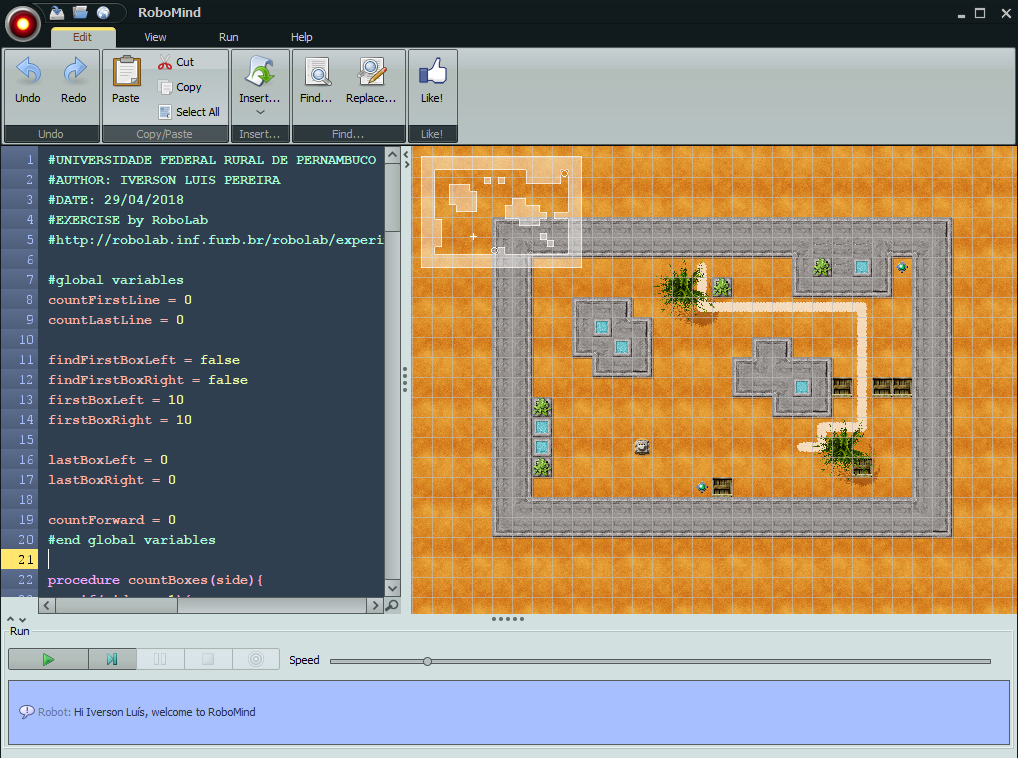 RoboMind
Edit View Run Help
Undo Redo Paste Cut Copy Select All Insert... Find... Replace... Like!
Undo Copy/Paste Insert... Find... Like!
1 #UNIVERSIDADE FEDERAL RURAL DE PERNAMBUCO
2 #AUTHOR: IVERSON LUIS PEREIRA
3 #DATE: 29/04/2018
4 #EXERCISE by RoboLab
5 #http://robolab.inf.furb.br/robolab/experi
6
7 #global variables
8 countFirstLine = 0
9 countLastLine = 0
10
11 findFirstBoxLeft = false
12 findFirstBoxRight = false
13 firstBoxLeft = 10
14 firstBoxRight = 10
15
16 lastBoxLeft = 0
17 lastBoxRight = 0
18
19 countForward = 0
20 #end global variables
21
22 procedure countBoxes(side){
Run
Speed
Robot: Hi Iverson Luís, welcome to RoboMind